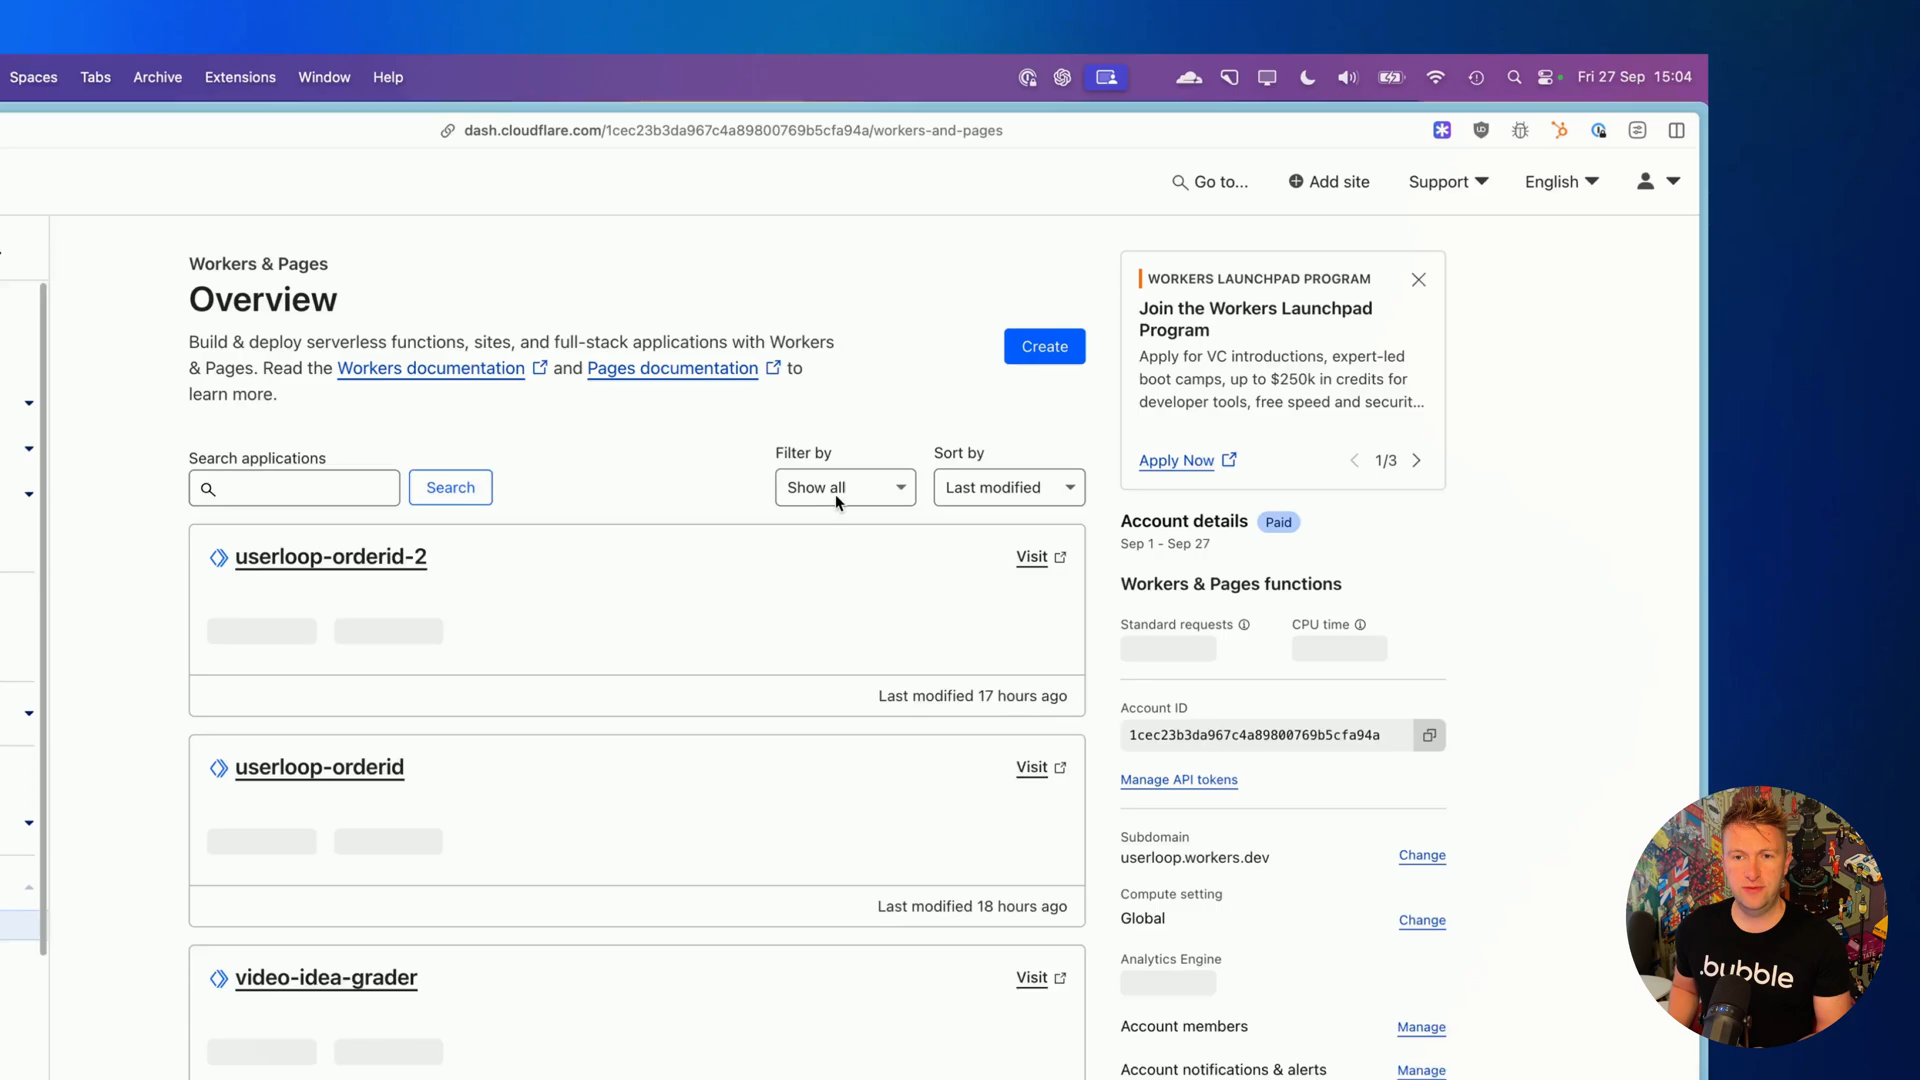 Spaces Tabs Archive Extensions Window Help Fri 27 Sep 15:04
dash.cloudflare.com/1cec23b3da967c4a89800769b5cfa94a/workers-and-pages
Go to... Add site Support English
Workers & Pages
Overview
Build & deploy serverless functions, sites, and full-stack applications with Workers
& Pages. Read the Workers documentation and Pages documentation to
learn more.
Create
Search applications
Search
Filter by
Show all
Sort by
Last modified
userloop-orderid-2
Visit
Last modified 17 hours ago
userloop-orderid
Visit
Last modified 18 hours ago
video-idea-grader
Visit
WORKERS LAUNCHPAD PROGRAM
Join the Workers Launchpad
Program
Apply for VC introductions, expert-led
boot camps, up to $250k in credits for
developer tools, free speed and securit...
Apply Now 1/3
Account details Paid
Sep 1 - Sep 27
Workers & Pages functions
Standard requests CPU time
Account ID
1cec23b3da967c4a89800769b5cfa94a
Manage API tokens
Subdomain
userloop.workers.dev Change
Compute setting
Global Change
Analytics Engine
Account members Manage
Account notifications & alerts Manage
.bubble